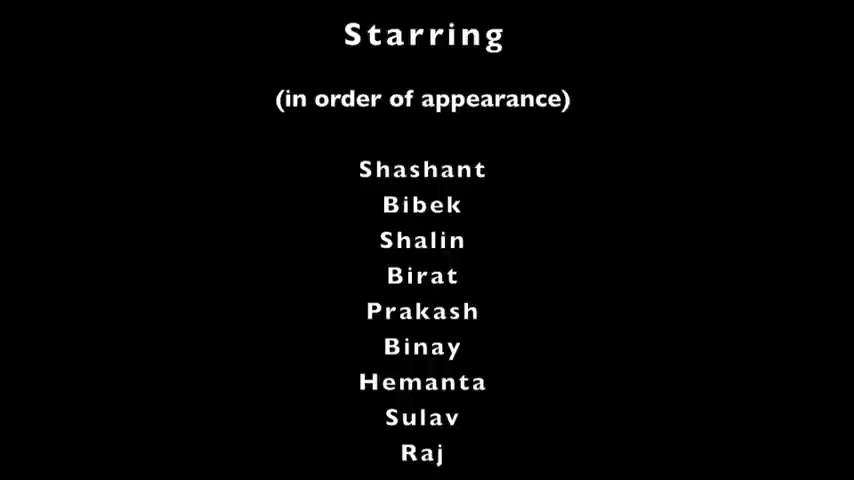 Starring
(in order of appearance)
Shashant
Bibek
Shalin
Birat
Prakash
Binay
Hemanta
Sulav
Raj